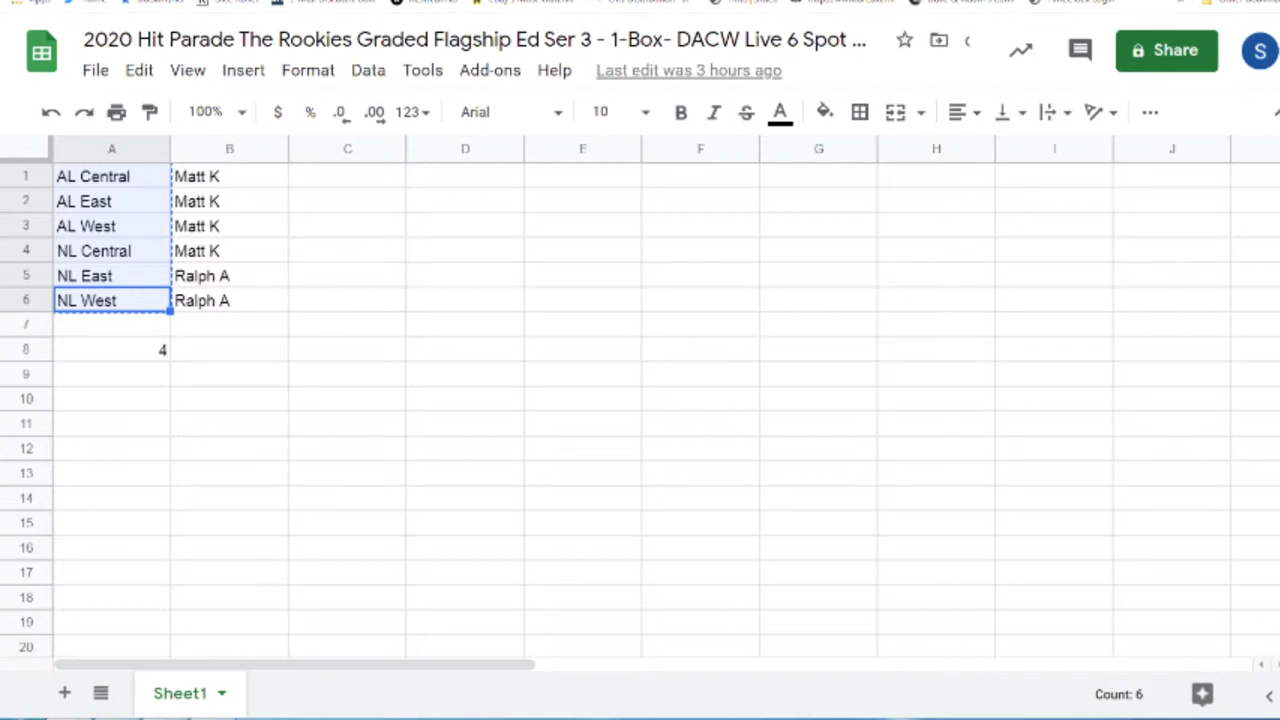 2020 Hit Parade The Rookies Graded Flagship Ed Ser 3 - 1-Box- DACW Live 6 Spot ...
Share
S
File Edit View Insert Format Data Tools Add-ons Help Last edit was 3 hours ago
100% $ % .0 .00 123 Arial 10 B I S A ...
A B C D E F G H I J
1 AL Central Matt K
2 AL East Matt K
3 AL West Matt K
4 NL Central Matt K
5 NL East Ralph A
6 NL West Ralph A
7
8 4
9
10
11
12
13
14
15
16
17
18
19
20
+ Sheet1 Count: 6